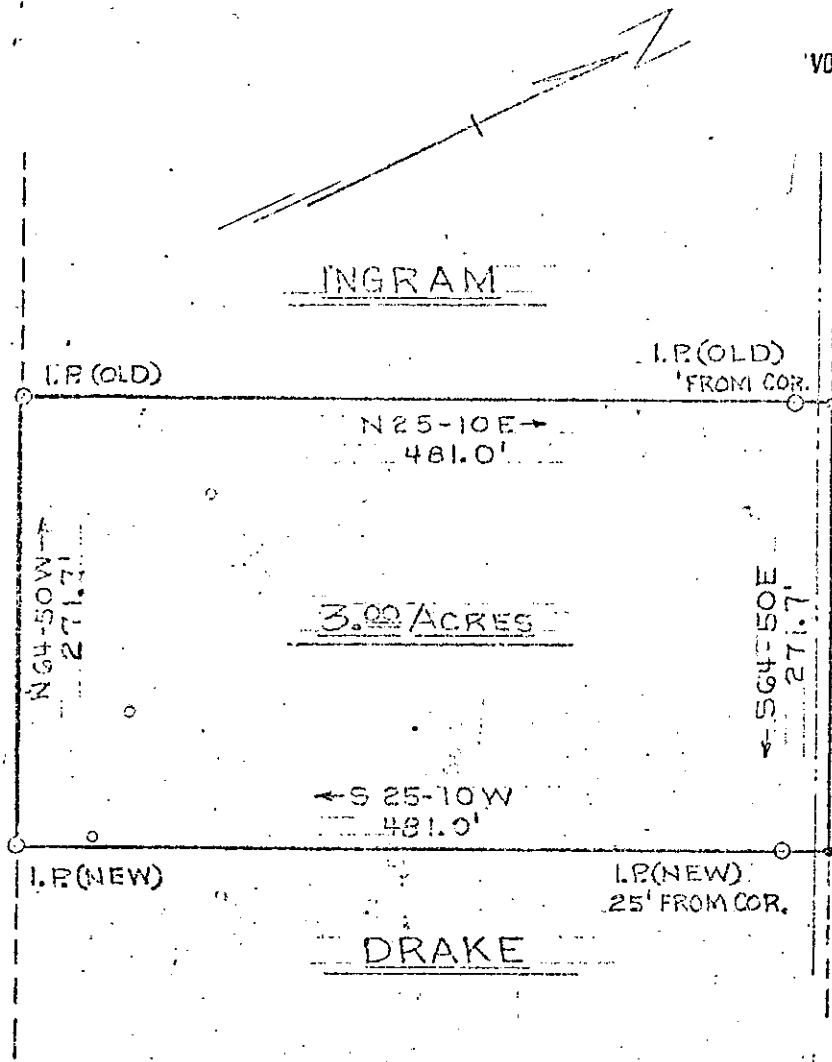 INGRAM
I.P. (OLD)
I.P. (OLD)
'FROM COR.
N 25-10 E →
481.0'
N 64-50 W →
271.7'
3.00 ACRES
← S 64-50 E
271.7'
← S 25-10 W
481.0'
I.P. (NEW)
I.P. (NEW)
25' FROM COR.
DRAKE